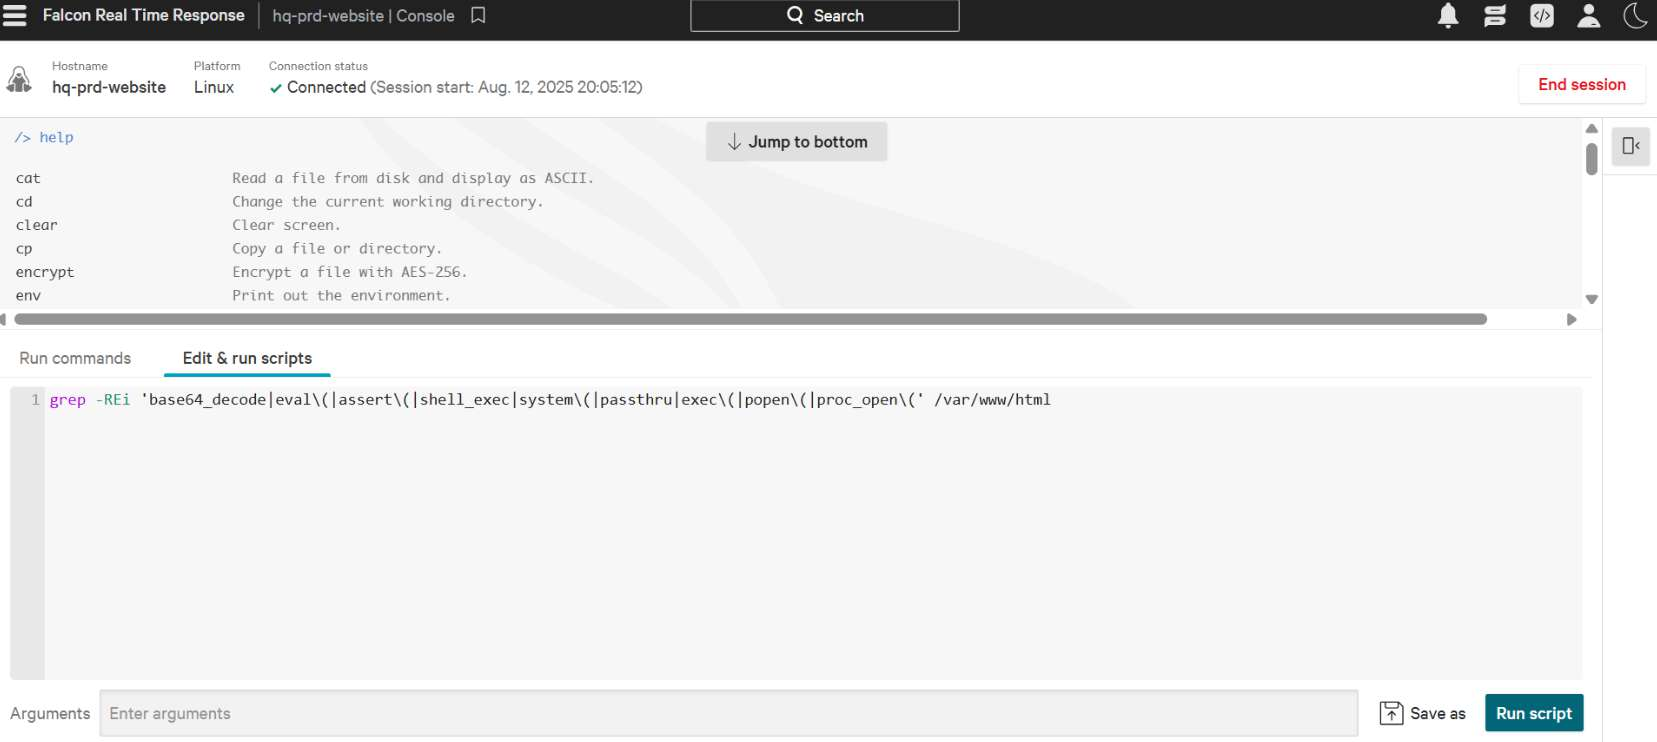 Falcon Real Time Response hq-prd-website | Console Search
Hostname Platform Connection status
hq-prd-website Linux Connected (Session start: Aug. 12, 2025 20:05:12)
End session
/> help
Jump to bottom
cat Read a file from disk and display as ASCII.
cd Change the current working directory.
clear Clear screen.
cp Copy a file or directory.
encrypt Encrypt a file with AES-256.
env Print out the environment.
Run commands Edit & run scripts
1 grep -REi 'base64_decode|eval\(|assert\(|shell_exec|system\(|passthru|exec\(|popen\(|proc_open\(' /var/www/html
Arguments Enter arguments Save as Run script